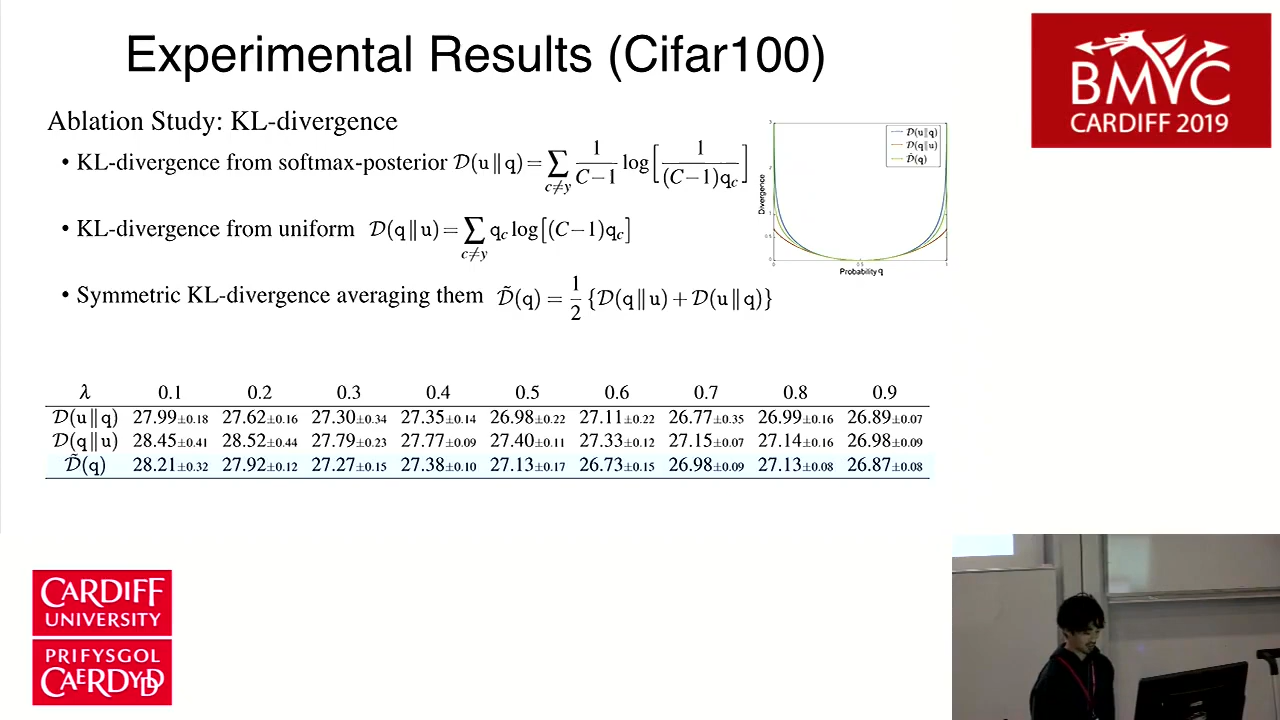 Experimental Results (Cifar100)
BMVC
CARDIFF 2019
Ablation Study: KL-divergence
• KL-divergence from softmax-posterior 𝒟(u‖q)=∑_{c≠y} 1/(C−1) log[1/((C−1)q_c)]
• KL-divergence from uniform 𝒟(q‖u)=∑_{c≠y} q_c log[(C−1)q_c]
• Symmetric KL-divergence averaging them 𝒟̃(q) = 1/2 {𝒟(q‖u)+𝒟(u‖q)}
𝒟(u‖q)
𝒟(q‖u)
𝒟̃(q)
Divergence
0 0.5 1
Probability q
λ 0.1 0.2 0.3 0.4 0.5 0.6 0.7 0.8 0.9
𝒟(u‖q) 27.99±0.18 27.62±0.16 27.30±0.34 27.35±0.14 26.98±0.22 27.11±0.22 26.77±0.35 26.99±0.16 26.89±0.07
𝒟(q‖u) 28.45±0.41 28.52±0.44 27.79±0.23 27.77±0.09 27.40±0.11 27.33±0.12 27.15±0.07 27.14±0.16 26.98±0.09
𝒟̃(q) 28.21±0.32 27.92±0.12 27.27±0.15 27.38±0.10 27.13±0.17 26.73±0.15 26.98±0.09 27.13±0.08 26.87±0.08
CARDIFF
UNIVERSITY
PRIFYSGOL
CAERDYDD